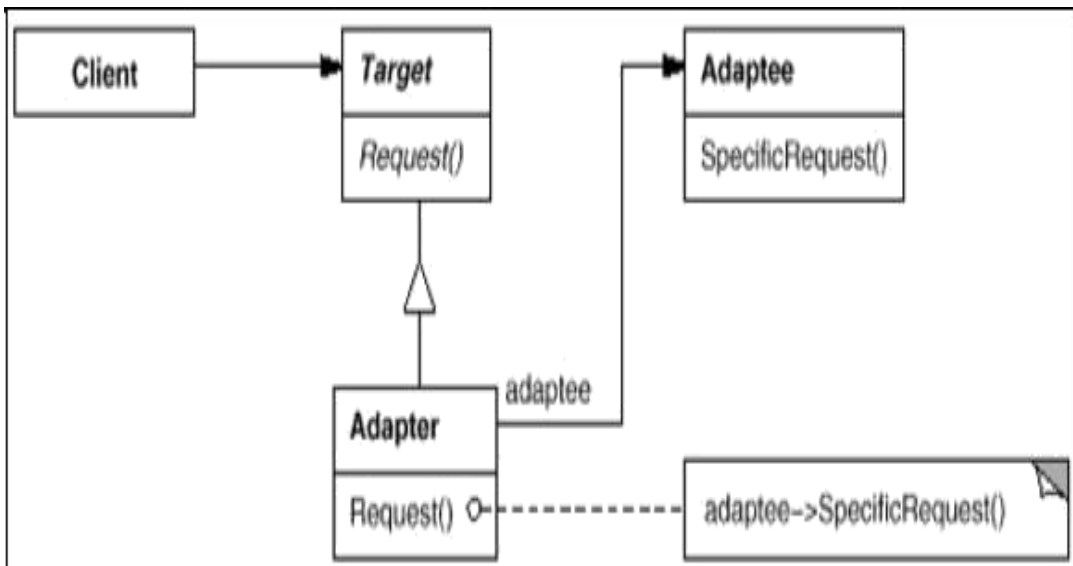 Client
Target
Request()
Adaptee
SpecificRequest()
adaptee
Adapter
Request()
adaptee->SpecificRequest()